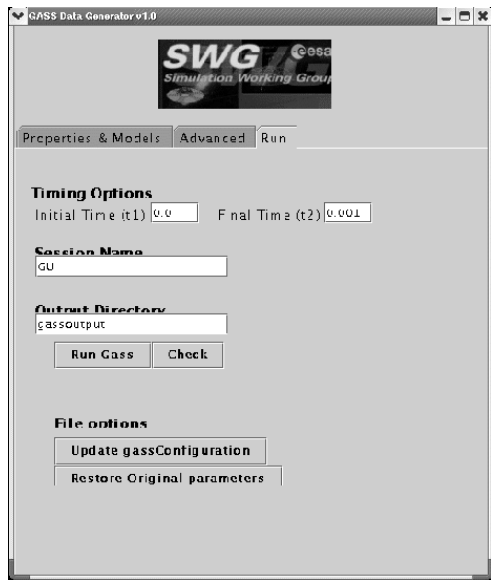 GASS Data Generator v1.0
SWG
esa
Simulation Working Group
Properties & Models Advanced Run
Timing Options
Initial Time (t1) 0.0 Final Time (t2) 0.001
Session Name
GU
Output Directory
gassoutput
Run Gass Check
File options
Update gassConfiguration
Restore Original parameters